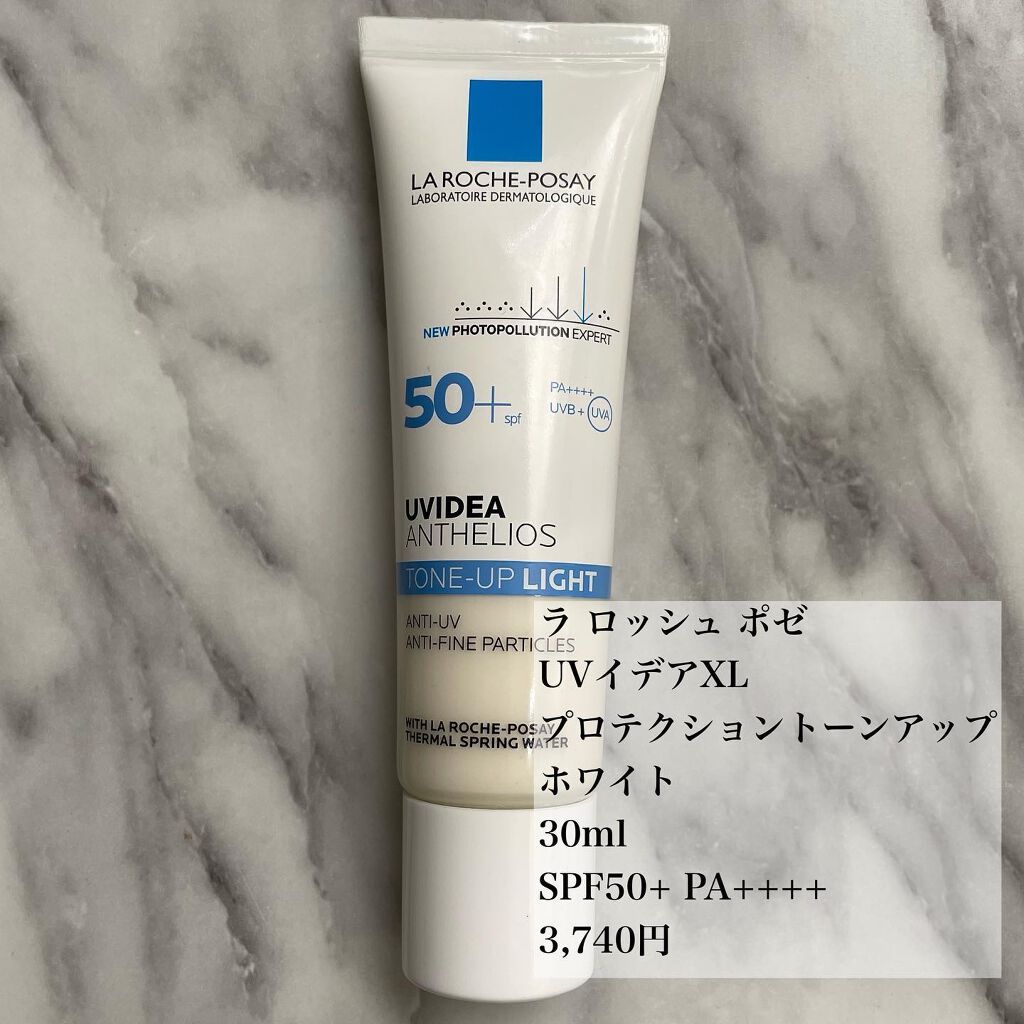 LA ROCHE-POSAY
LABORATOIRE DERMATOLOGIQUE
NEW PHOTOPOLLUTION EXPERT
50+ spf
PA++++
UVB + UVA
UVIDEA
ANTHELIOS
TONE-UP LIGHT
ANTI-UV
ANTI-FINE PARTICLES
WITH LA ROCHE-POSAY
THERMAL SPRING WATER
ラ ロッシュ ポゼ
UVイデアXL
プロテクショントーンアップ
ホワイト
30ml
SPF50+ PA++++
3,740円